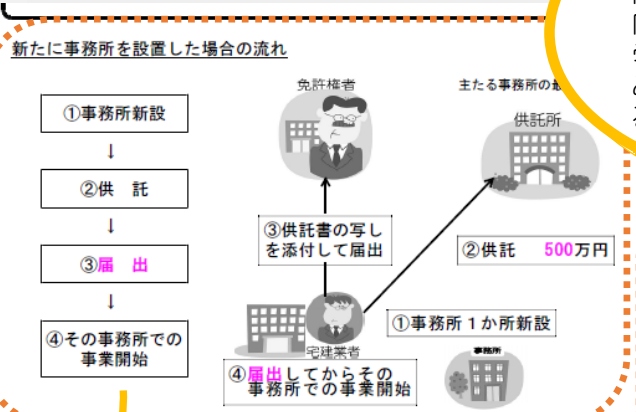 新たに事務所を設置した場合の流れ
①事務所新設
↓
②供　託
↓
③届　出
↓
④その事務所での
事業開始
免許権者
主たる事務所の最
供託所
③供託書の写し
を添付して届出
②供託　500万円
①事務所１か所新設
宅建業者
事務所
④届出してからその
事務所での事業開始